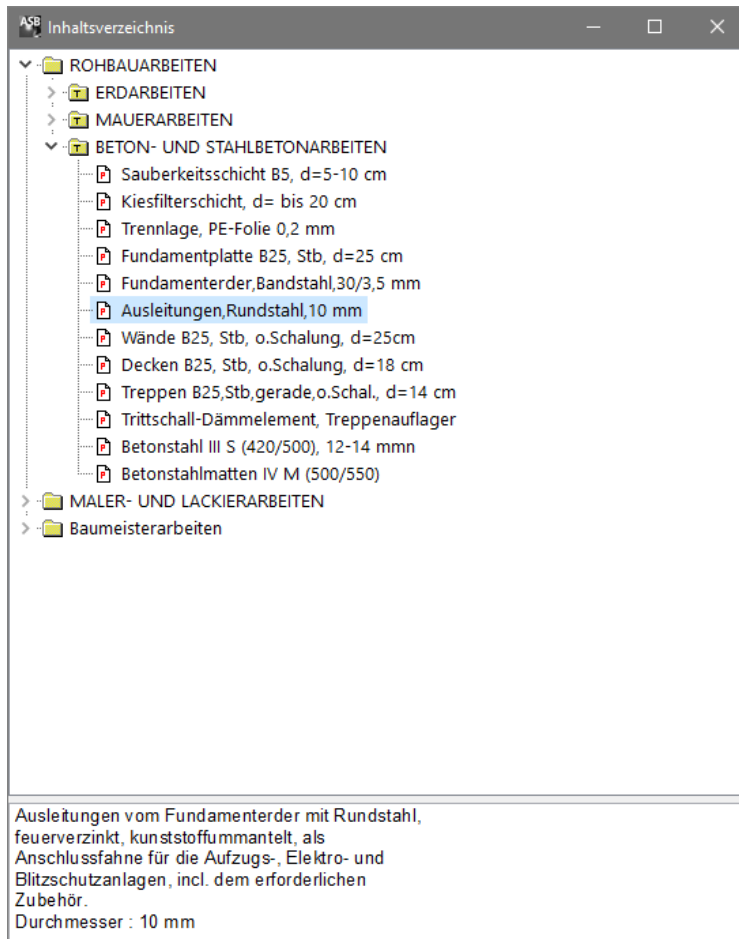 ASB Inhaltsverzeichnis
ROHBAUARBEITEN
T ERDARBEITEN
T MAUERARBEITEN
T BETON- UND STAHLBETONARBEITEN
P Sauberkeitsschicht B5, d=5-10 cm
P Kiesfilterschicht, d= bis 20 cm
P Trennlage, PE-Folie 0,2 mm
P Fundamentplatte B25, Stb, d=25 cm
P Fundamenterder,Bandstahl,30/3,5 mm
P Ausleitungen,Rundstahl,10 mm
P Wände B25, Stb, o.Schalung, d=25cm
P Decken B25, Stb, o.Schalung, d=18 cm
P Treppen B25,Stb,gerade,o.Schal., d=14 cm
P Trittschall-Dämmelement, Treppenauflager
P Betonstahl III S (420/500), 12-14 mmn
P Betonstahlmatten IV M (500/550)
MALER- UND LACKIERARBEITEN
Baumeisterarbeiten
Ausleitungen vom Fundamenterder mit Rundstahl,
feuerverzinkt, kunststoffummantelt, als
Anschlussfahne für die Aufzugs-, Elektro- und
Blitzschutzanlagen, incl. dem erforderlichen
Zubehör.
Durchmesser : 10 mm